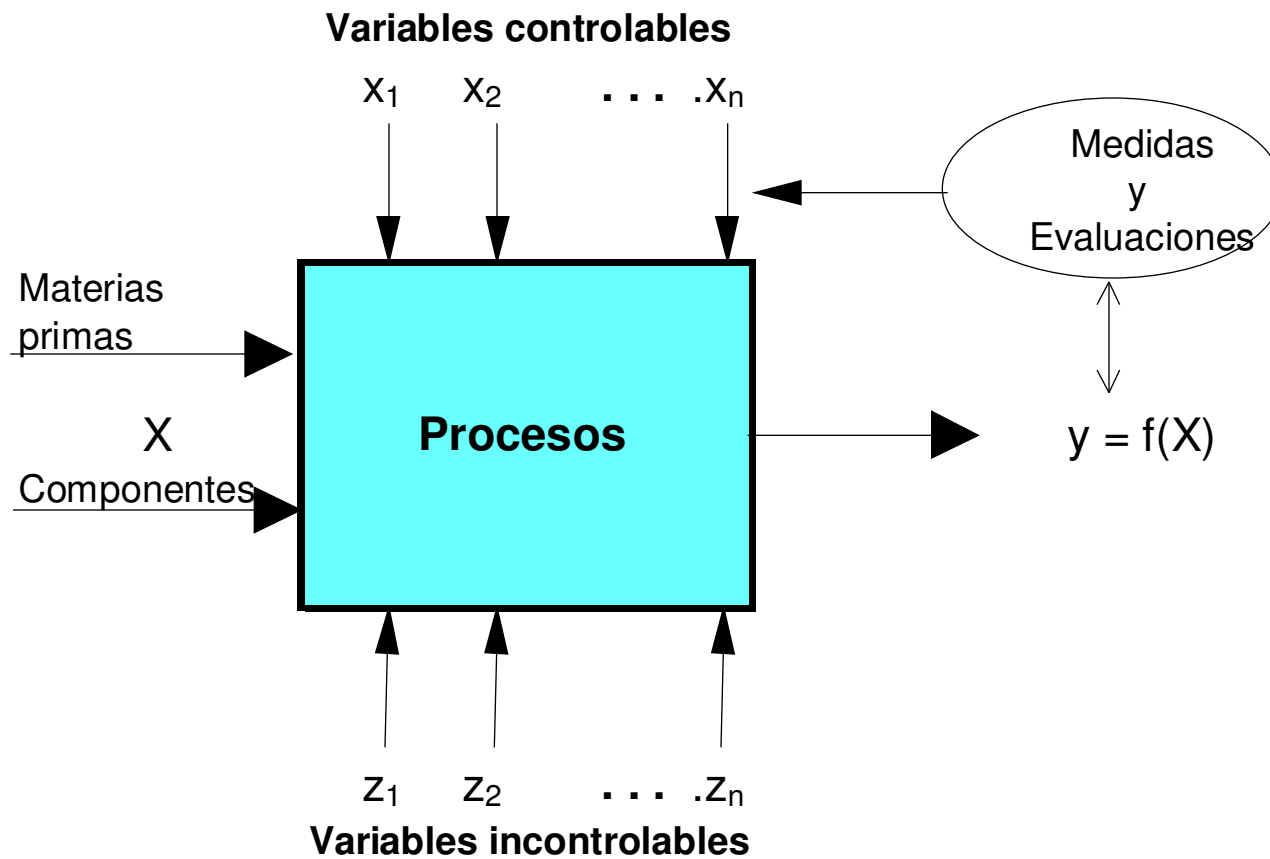 Variables controlables
x1 x2 . . . .xn
Medidas
y
Evaluaciones
Materias
primas
X
Componentes
Procesos
y = f(X)
z1 z2 . . . .zn
Variables incontrolables